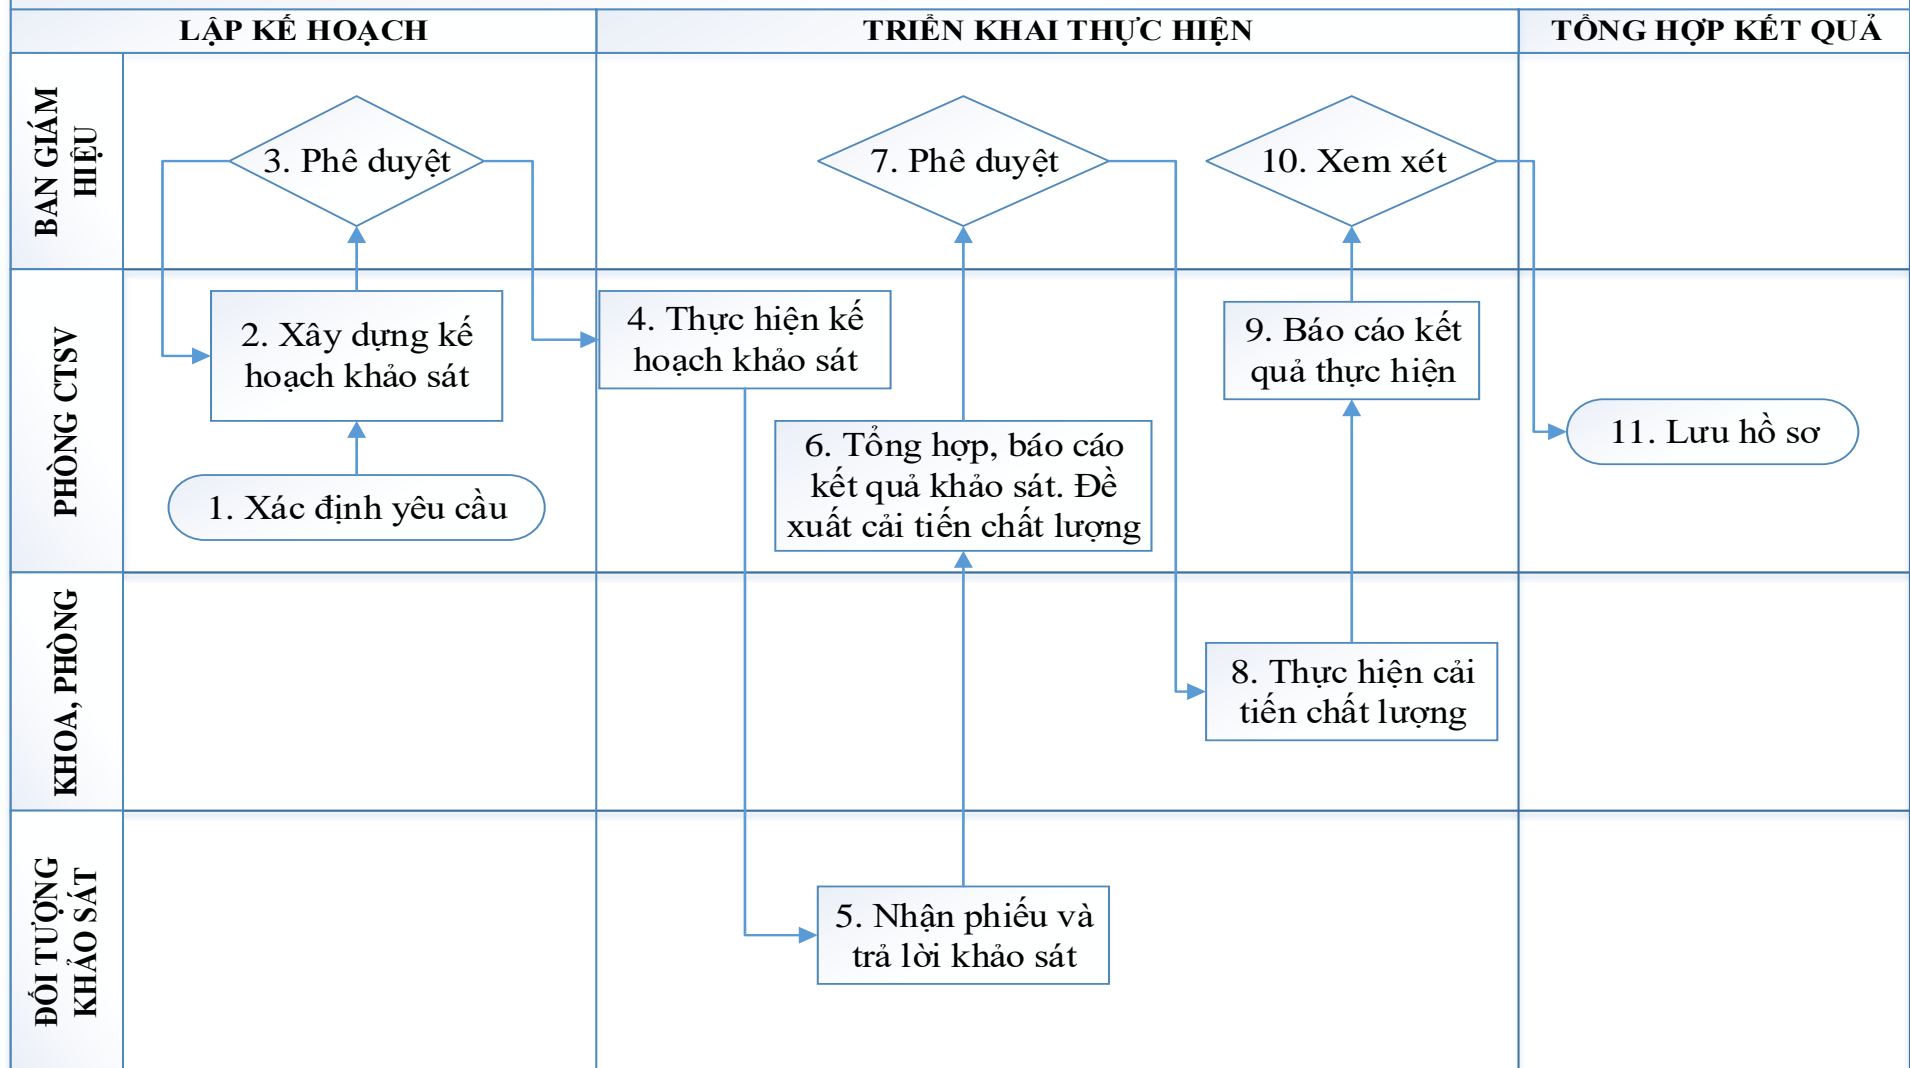 LẬP KẾ HOẠCH
TRIỂN KHAI THỰC HIỆN
TỔNG HỢP KẾT QUẢ
BAN GIÁM
HIỆU
3. Phê duyệt
7. Phê duyệt
10. Xem xét
PHÒNG CTSV
2. Xây dựng kế
hoạch khảo sát
1. Xác định yêu cầu
4. Thực hiện kế
hoạch khảo sát
6. Tổng hợp, báo cáo
kết quả khảo sát. Đề
xuất cải tiến chất lượng
9. Báo cáo kết
quả thực hiện
11. Lưu hồ sơ
KHOA, PHÒNG
8. Thực hiện cải
tiến chất lượng
ĐỐI TƯỢNG
KHẢO SÁT
5. Nhận phiếu và
trả lời khảo sát